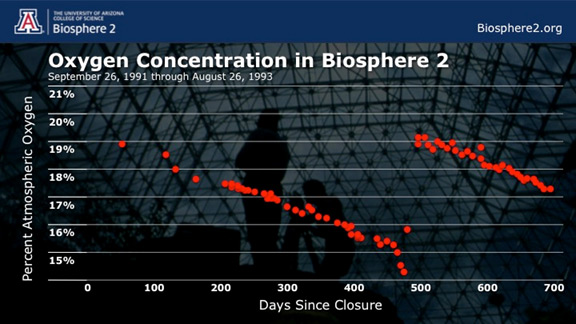 THE UNIVERSITY OF ARIZONA
COLLEGE OF SCIENCE
Biosphere 2
Biosphere2.org
Oxygen Concentration in Biosphere 2
September 26, 1991 through August 26, 1993
Percent Atmospheric Oxygen
21%
20%
19%
18%
17%
16%
15%
0 100 200 300 400 500 600 700
Days Since Closure